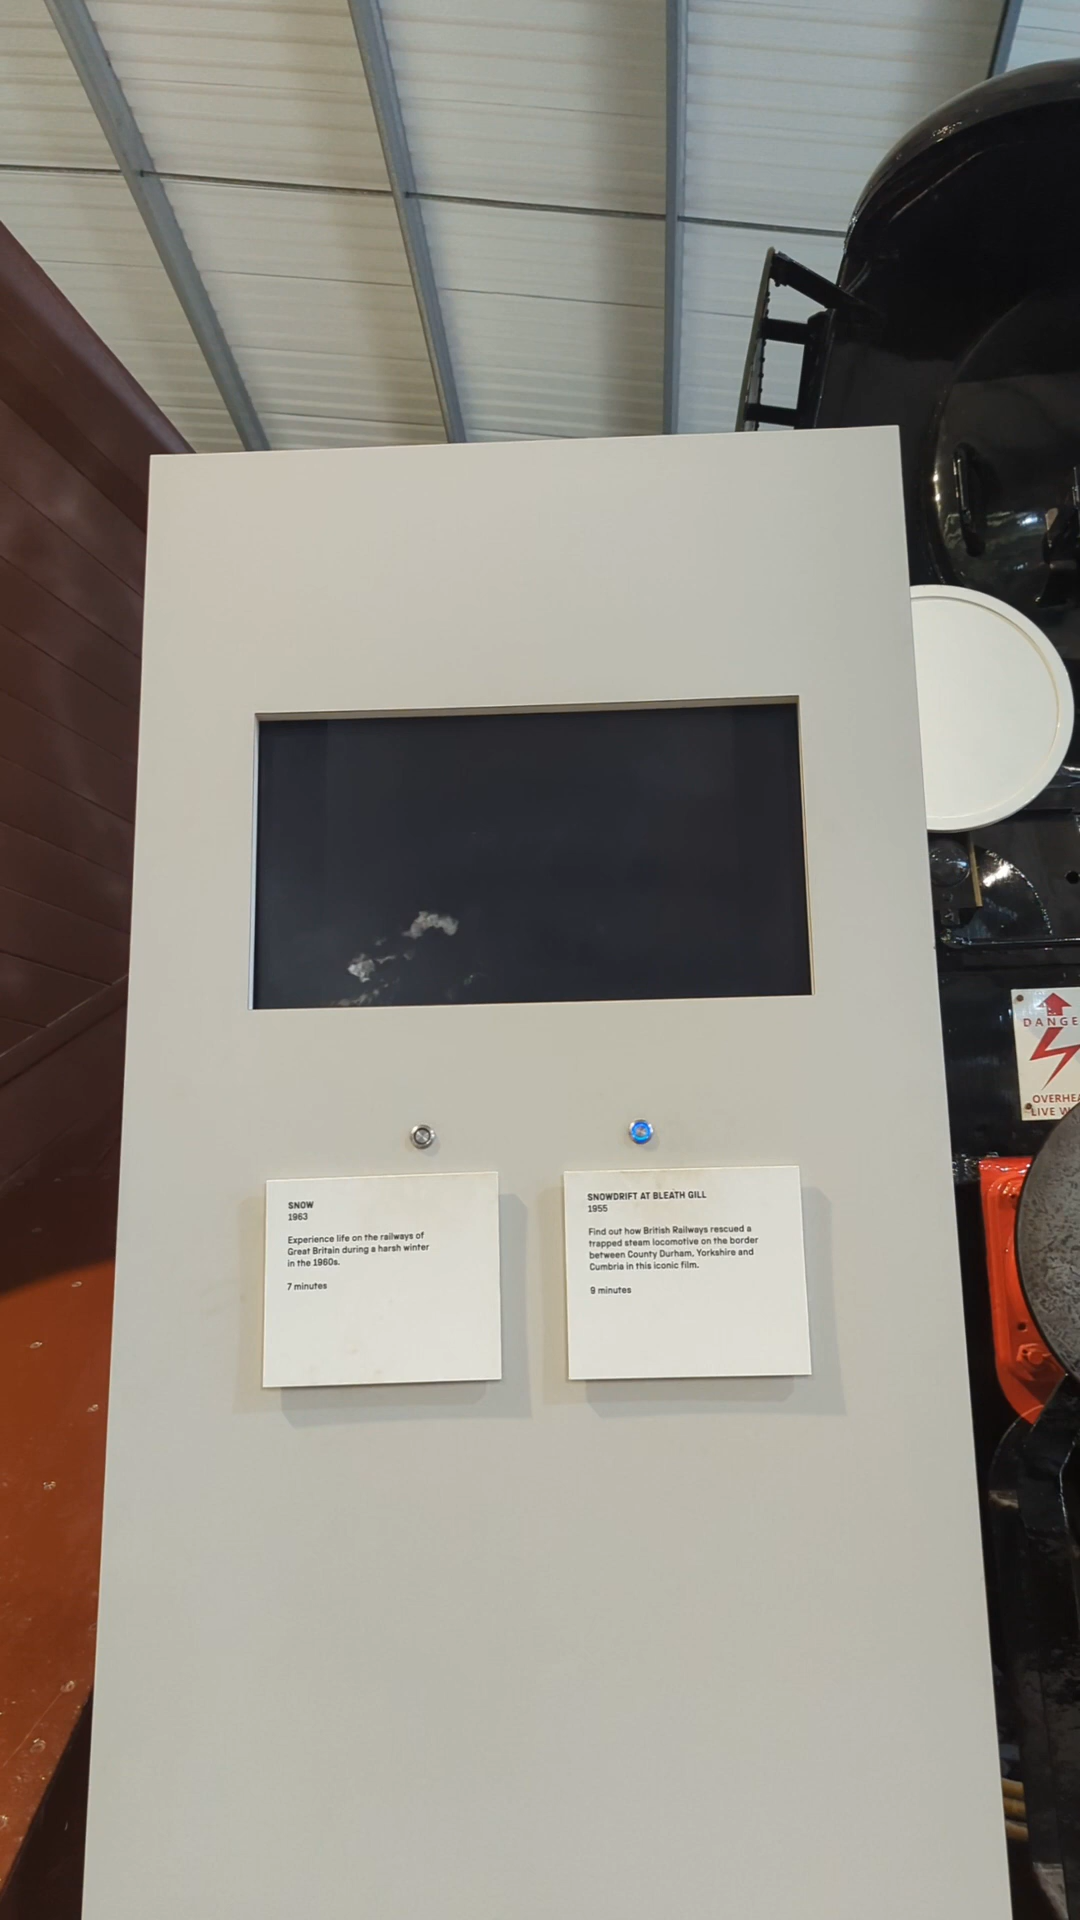 SNOW
1963
Experience life on the railways of
Great Britain during a harsh winter
in the 1960s.
7 minutes
SNOWDRIFT AT BLEATH GILL
1955
Find out how British Railways rescued a
trapped steam locomotive on the border
between County Durham, Yorkshire and
Cumbria in this iconic film.
9 minutes
DANGE
OVERHEA
LIVE W